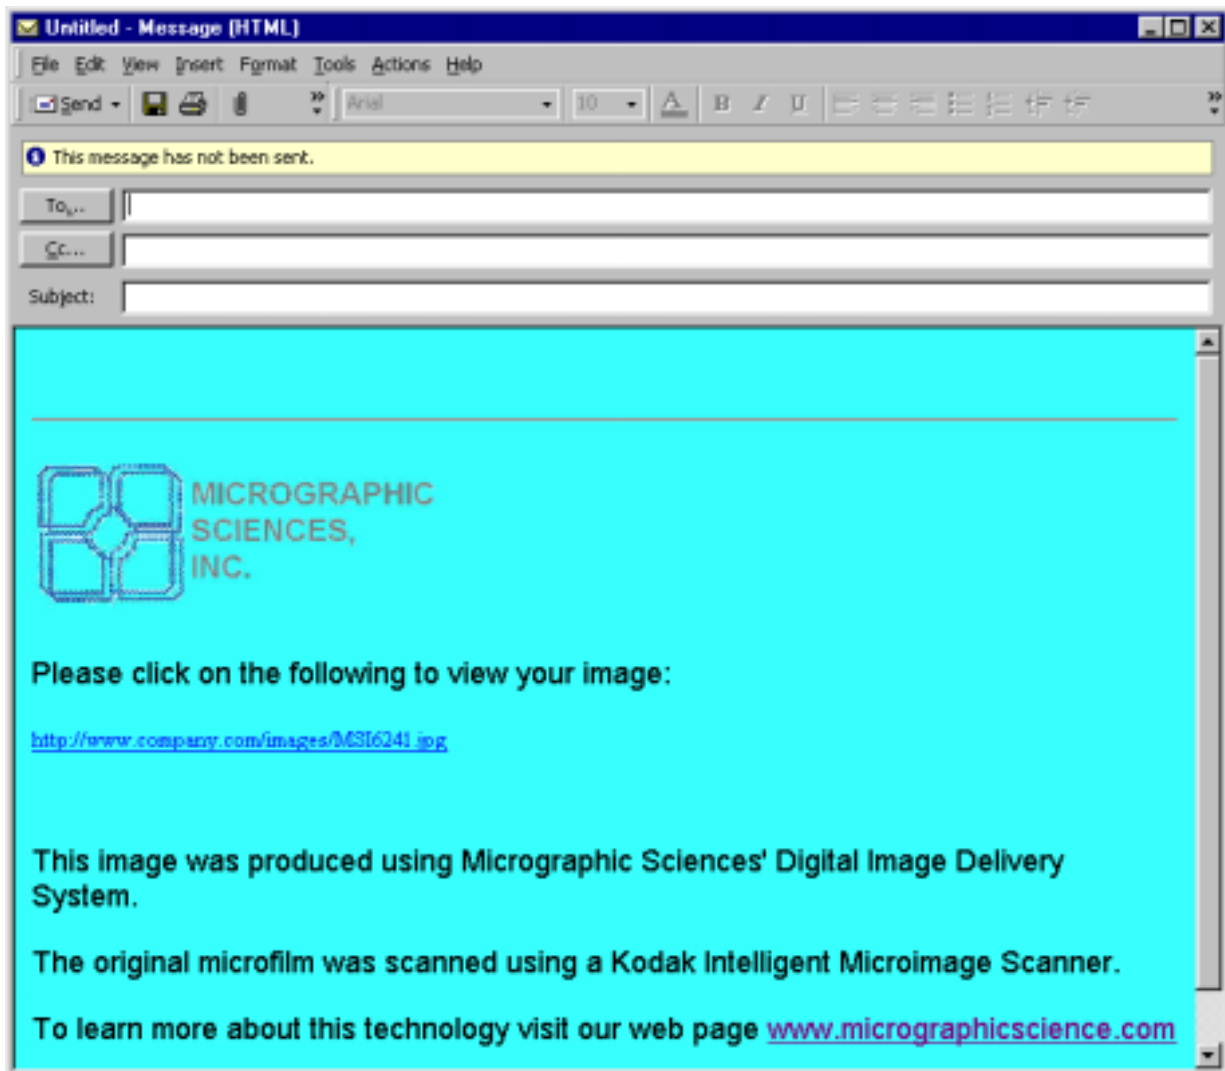 Untitled - Message (HTML)
File Edit View Insert Format Tools Actions Help
Send Arial 10 A B I U
This message has not been sent.
To...
Cc...
Subject:
MICROGRAPHIC
SCIENCES,
INC.
Please click on the following to view your image:
http://www.company.com/images/MSI6241.jpg
This image was produced using Micrographic Sciences' Digital Image Delivery
System.
The original microfilm was scanned using a Kodak Intelligent Microimage Scanner.
To learn more about this technology visit our web page www.micrographicscience.com